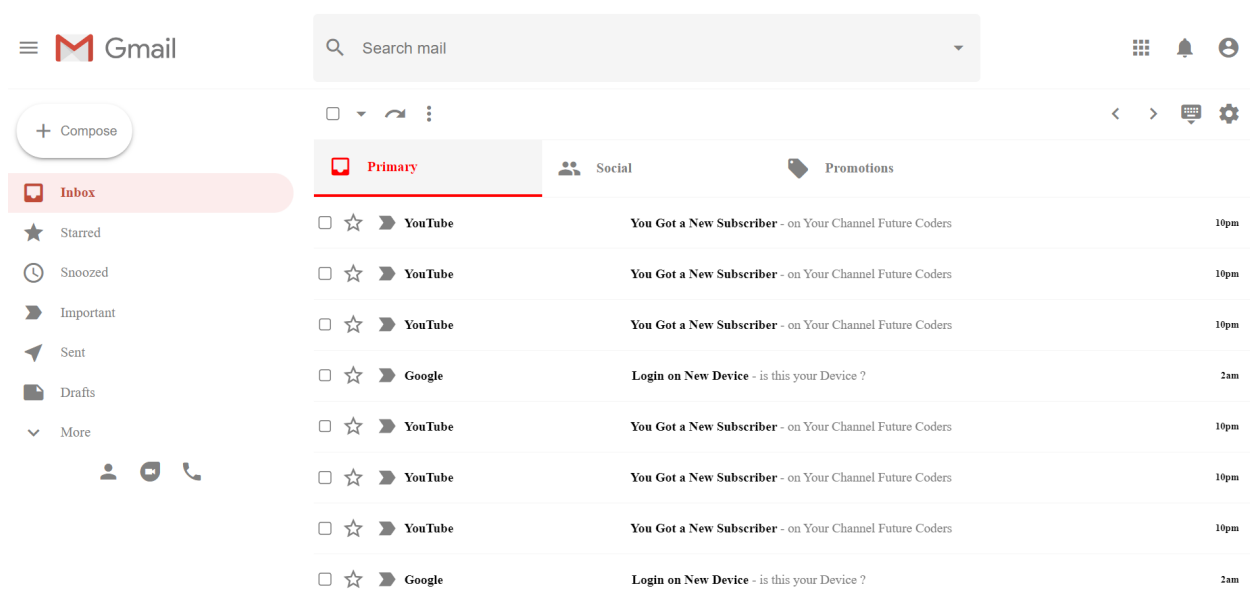 Gmail
Search mail
Compose
Inbox
Starred
Snoozed
Important
Sent
Drafts
More
Primary Social Promotions
YouTube You Got a New Subscriber - on Your Channel Future Coders 10pm
YouTube You Got a New Subscriber - on Your Channel Future Coders 10pm
YouTube You Got a New Subscriber - on Your Channel Future Coders 10pm
Google Login on New Device - is this your Device ? 2am
YouTube You Got a New Subscriber - on Your Channel Future Coders 10pm
YouTube You Got a New Subscriber - on Your Channel Future Coders 10pm
YouTube You Got a New Subscriber - on Your Channel Future Coders 10pm
Google Login on New Device - is this your Device ? 2am